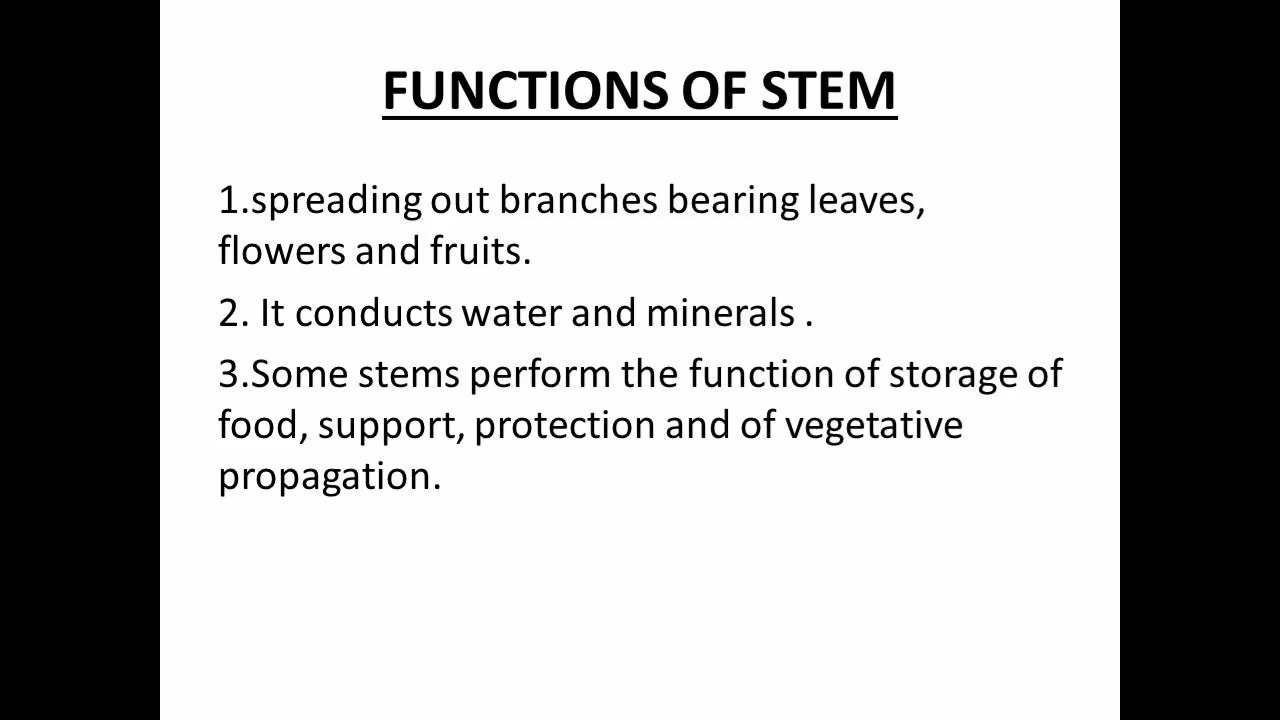 FUNCTIONS OF STEM
1.spreading out branches bearing leaves,
flowers and fruits.
2. It conducts water and minerals .
3.Some stems perform the function of storage of
food, support, protection and of vegetative
propagation.